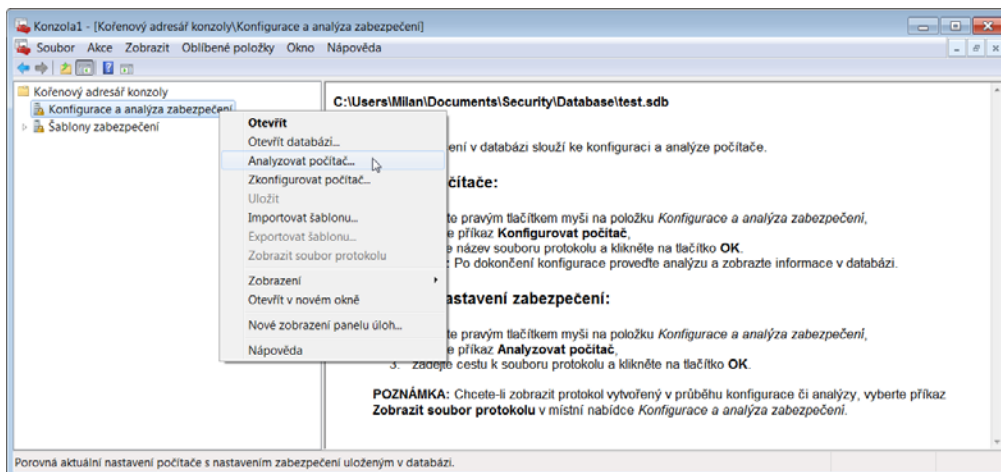 Konzola1 - [Kořenový adresář konzoly\Konfigurace a analýza zabezpečení]
Soubor Akce Zobrazit Oblíbené položky Okno Nápověda
Kořenový adresář konzoly
Konfigurace a analýza zabezpečení
Šablony zabezpečení
Otevřít
Otevřít databázi...
Analyzovat počítač...
Zkonfigurovat počítač...
Uložit
Importovat šablonu...
Exportovat šablonu...
Zobrazit soubor protokolu
Zobrazení
Otevřít v novém okně
Nové zobrazení panelu úloh...
Nápověda
C:\Users\Milan\Documents\Security\Database\test.sdb
ení v databázi slouží ke konfiguraci a analýze počítače.
čítače:
te pravým tlačítkem myši na položku Konfigurace a analýza zabezpečení,
e příkaz Konfigurovat počítač,
e název souboru protokolu a klikněte na tlačítko OK.
: Po dokončení konfigurace proveďte analýzu a zobrazte informace v databázi.
astavení zabezpečení:
te pravým tlačítkem myši na položku Konfigurace a analýza zabezpečení,
e příkaz Analyzovat počítač,
3. zadejte cestu k souboru protokolu a klikněte na tlačítko OK.
POZNÁMKA: Chcete-li zobrazit protokol vytvořený v průběhu konfigurace či analýzy, vyberte příkaz
Zobrazit soubor protokolu v místní nabídce Konfigurace a analýza zabezpečení.
Porovná aktuální nastavení počítače s nastavením zabezpečení uloženým v databázi.